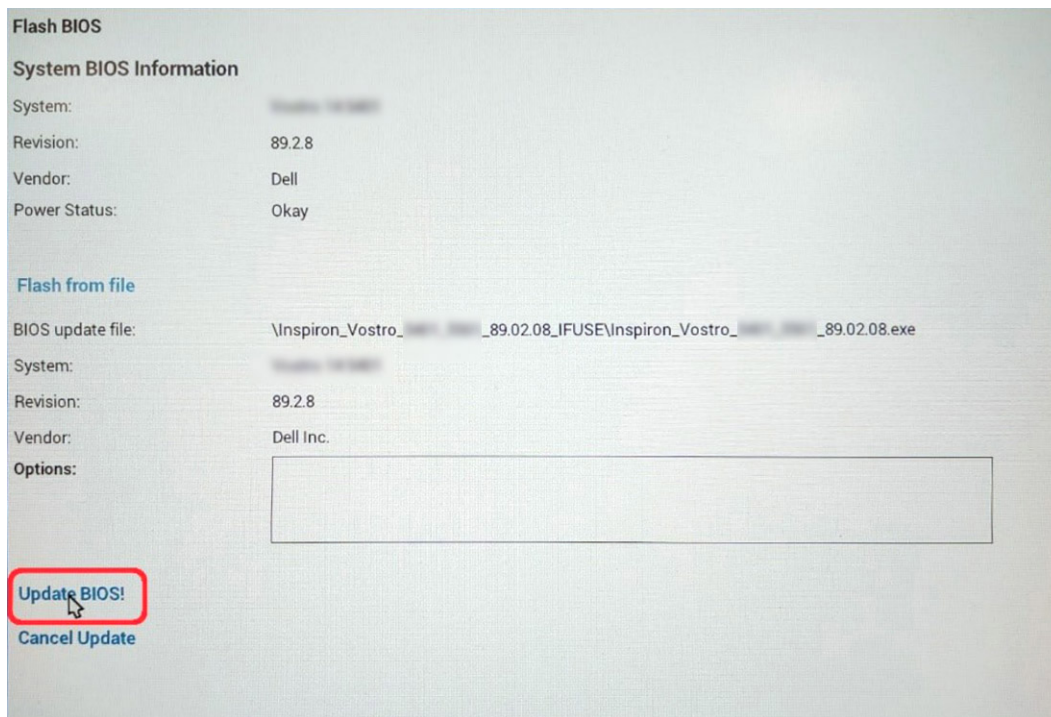 Flash BIOS
System BIOS Information
System:
Revision: 89.2.8
Vendor: Dell
Power Status: Okay
Flash from file
BIOS update file: \Inspiron_Vostro_ _89.02.08_IFUSE\Inspiron_Vostro_ _89.02.08.exe
System:
Revision: 89.2.8
Vendor: Dell Inc.
Options:
Update BIOS!
Cancel Update